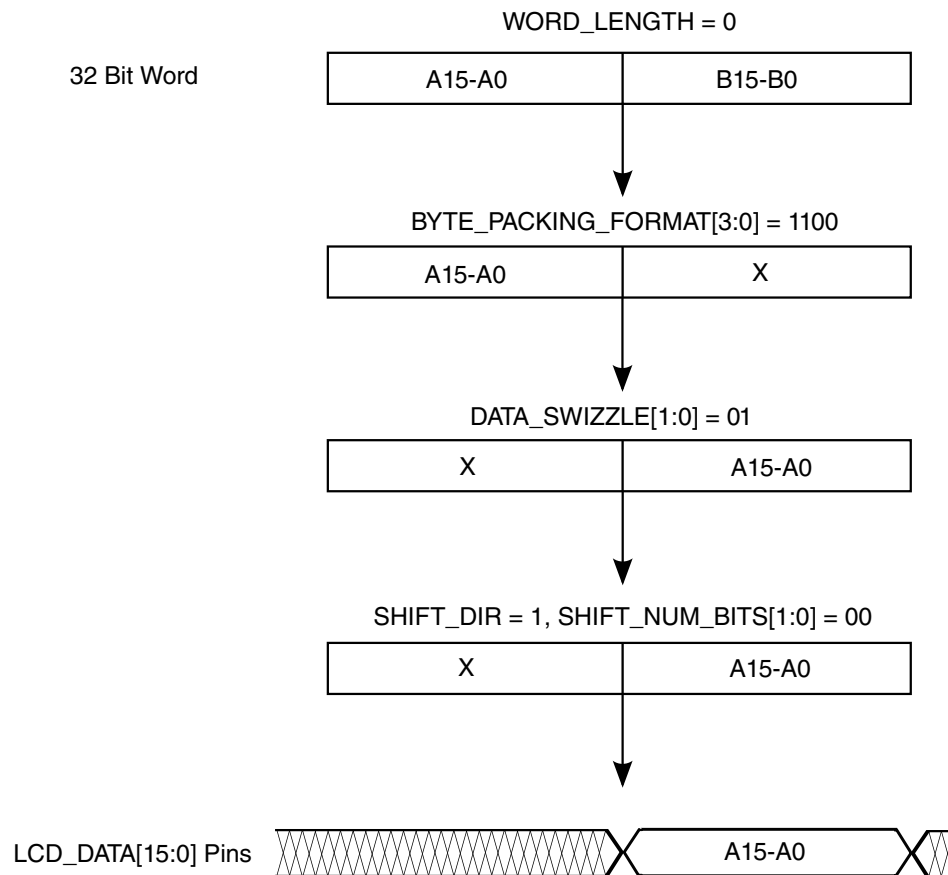 WORD_LENGTH = 0
32 Bit Word
A15-A0 B15-B0
BYTE_PACKING_FORMAT[3:0] = 1100
A15-A0 X
DATA_SWIZZLE[1:0] = 01
X A15-A0
SHIFT_DIR = 1, SHIFT_NUM_BITS[1:0] = 00
X A15-A0
LCD_DATA[15:0] Pins A15-A0